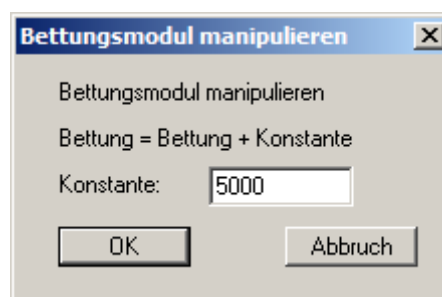 Bettungsmodul manipulieren
Bettungsmodul manipulieren
Bettung = Bettung + Konstante
Konstante: 5000
OK Abbruch